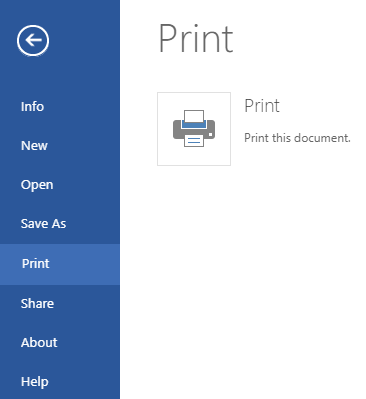 Print
Info
New
Open
Save As
Print
Share
About
Help
Print
Print this document.